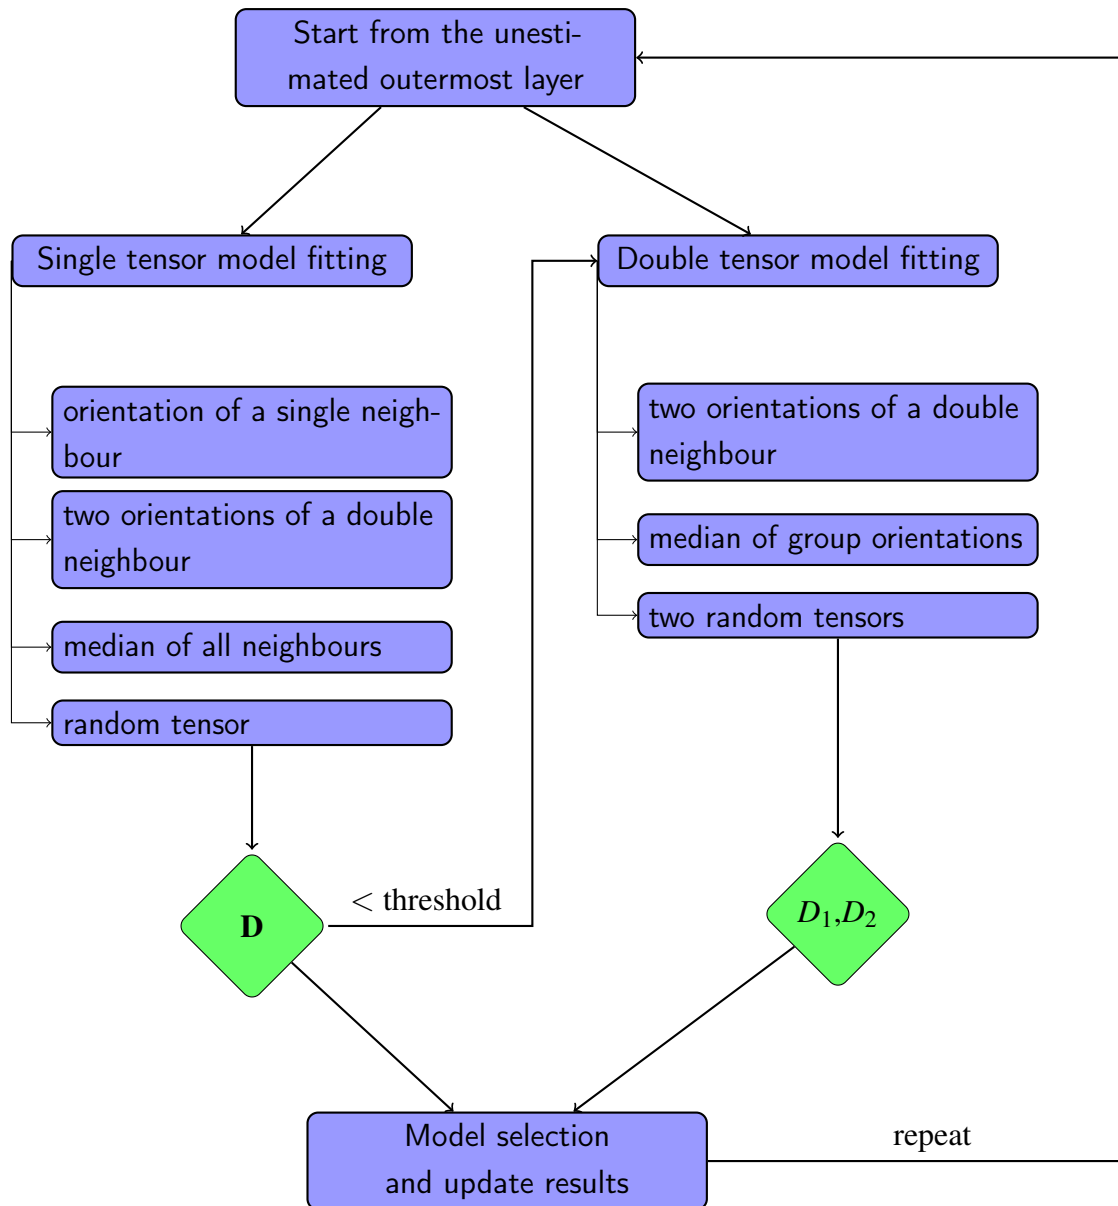 Start from the unesti-
mated outermost layer
Single tensor model fitting
Double tensor model fitting
orientation of a single neigh-
bour
two orientations of a double
neighbour
median of all neighbours
random tensor
two orientations of a double
neighbour
median of group orientations
two random tensors
D
< threshold
D₁,D₂
Model selection
and update results
repeat